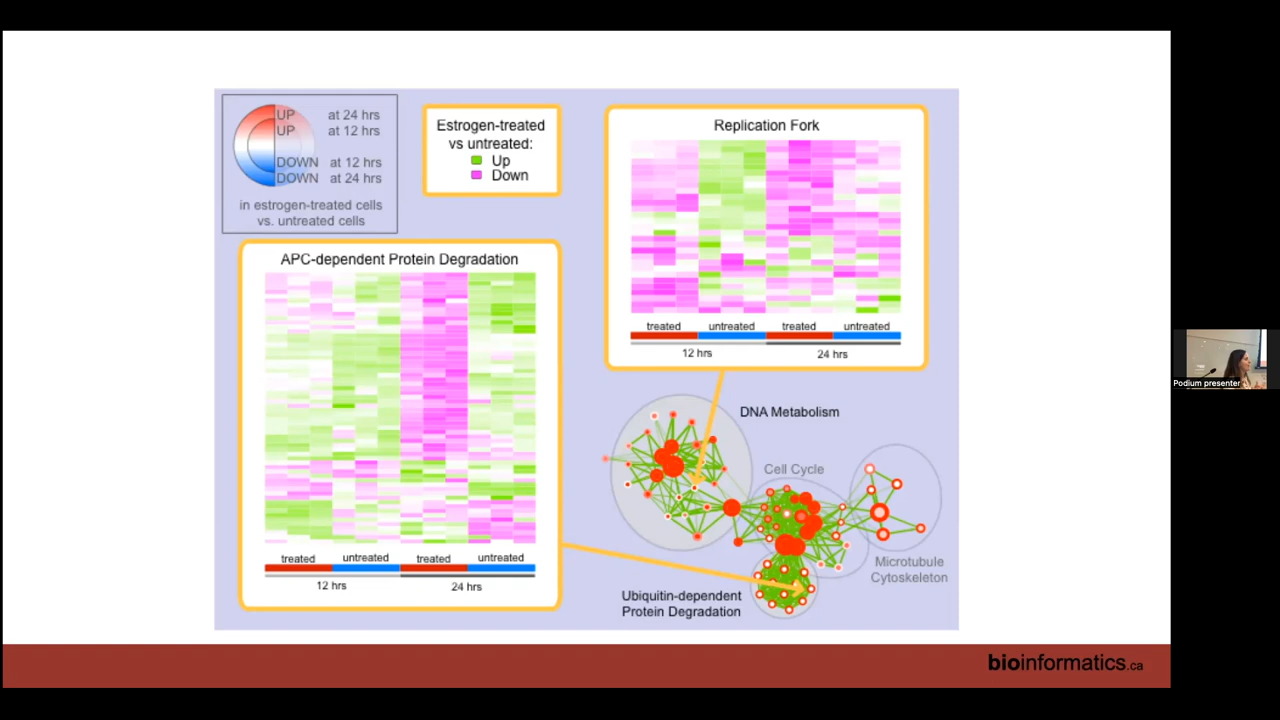 UP at 24 hrs
UP at 12 hrs
DOWN at 12 hrs
DOWN at 24 hrs
in estrogen-treated cells
vs. untreated cells
Estrogen-treated
vs untreated:
Up
Down
Replication Fork
treated untreated treated untreated
12 hrs 24 hrs
APC-dependent Protein Degradation
treated untreated treated untreated
12 hrs 24 hrs
DNA Metabolism
Cell Cycle
Microtubule
Cytoskeleton
Ubiquitin-dependent
Protein Degradation
bioinformatics.ca
Podium presenter